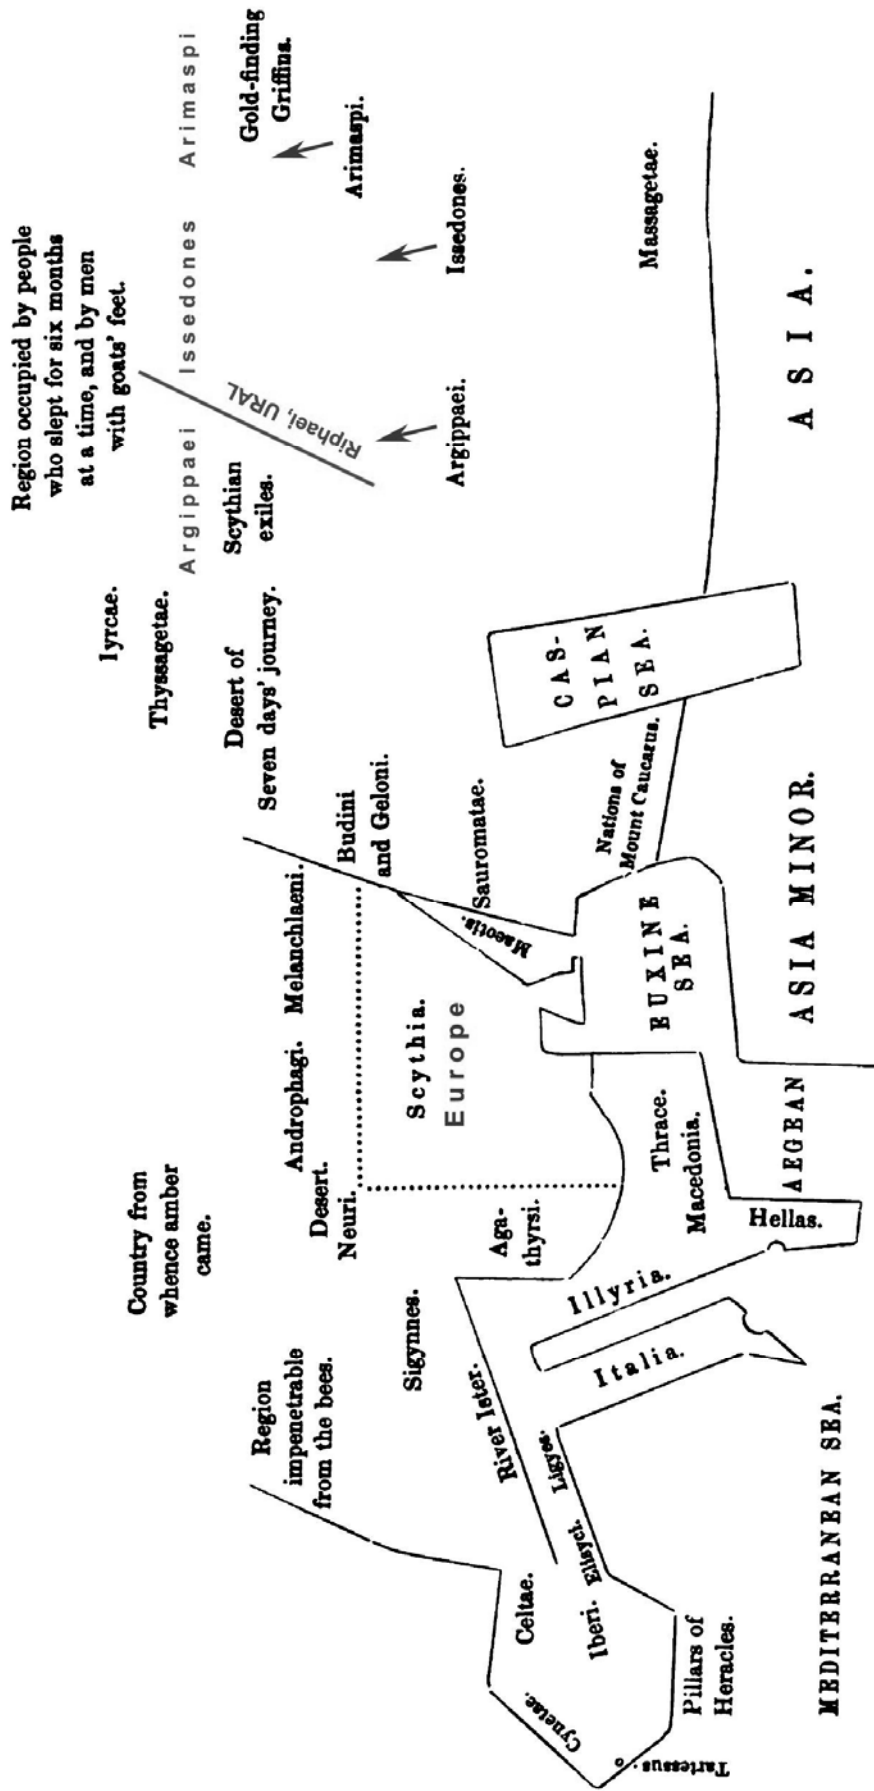 Region occupied by people
who slept for six months
at a time, and by men
with goats' feet.
Iyrcae.
Thyssagetae.
Argippaei
Issedones
Arimaspi
Country from
whence amber
came.
Region
impenetrable
from the bees.
Desert of
Seven days' journey.
Scythian
exiles.
Riphaei, URAL
Gold-finding
Griffins.
Androphagi.
Melanchlaeni.
Desert.
Neuri.
Budini
and Geloni.
Arimaspi.
Sigynnes.
Scythia.
Europe
Argippaei.
Issedones.
Sauromatae.
Maeotis.
Aga-
thyrsi.
River Ister.
Celtae.
Cynetae.
Iberi.
Elisyci.
Ligyes.
CAS-
PIAN
SEA.
Nations of
Mount Caucarus.
Massagetae.
EUXINE
SEA.
Thrace.
Macedonia.
Illyria.
Italia.
Hellas.
Pillars of
Heracles.
Tartessus.
AEGEAN
ASIA MINOR.
ASIA.
MEDITERRANEAN SEA.